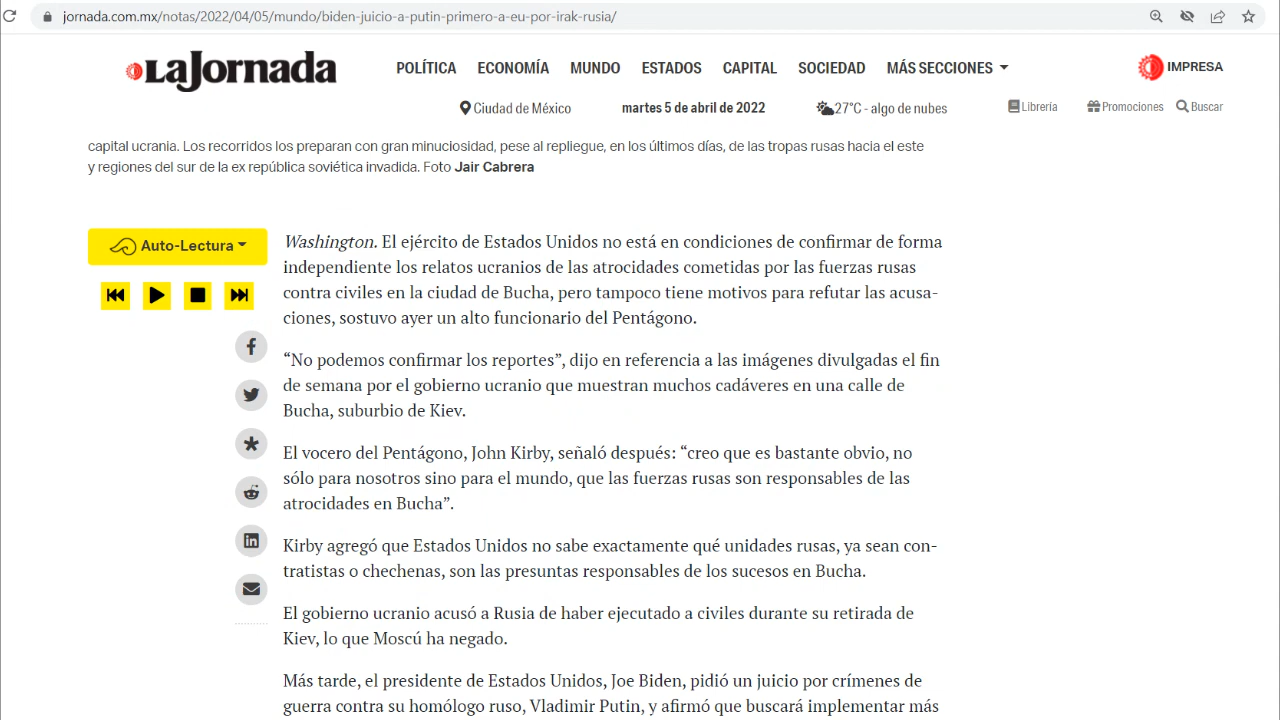 jornada.com.mx/notas/2022/04/05/mundo/biden-juicio-a-putin-primero-a-eu-por-irak-rusia/
LaJornada
POLÍTICA ECONOMÍA MUNDO ESTADOS CAPITAL SOCIEDAD MÁS SECCIONES
IMPRESA
Ciudad de México martes 5 de abril de 2022 27°C - algo de nubes Librería Promociones Buscar
capital ucrania. Los recorridos los preparan con gran minuciosidad, pese al repliegue, en los últimos días, de las tropas rusas hacia el este
y regiones del sur de la ex república soviética invadida. Foto Jair Cabrera
Auto-Lectura
Washington. El ejército de Estados Unidos no está en condiciones de confirmar de forma
independiente los relatos ucranios de las atrocidades cometidas por las fuerzas rusas
contra civiles en la ciudad de Bucha, pero tampoco tiene motivos para refutar las acusa-
ciones, sostuvo ayer un alto funcionario del Pentágono.
“No podemos confirmar los reportes”, dijo en referencia a las imágenes divulgadas el fin
de semana por el gobierno ucranio que muestran muchos cadáveres en una calle de
Bucha, suburbio de Kiev.
El vocero del Pentágono, John Kirby, señaló después: “creo que es bastante obvio, no
sólo para nosotros sino para el mundo, que las fuerzas rusas son responsables de las
atrocidades en Bucha”.
Kirby agregó que Estados Unidos no sabe exactamente qué unidades rusas, ya sean con-
tratistas o chechenas, son las presuntas responsables de los sucesos en Bucha.
El gobierno ucranio acusó a Rusia de haber ejecutado a civiles durante su retirada de
Kiev, lo que Moscú ha negado.
Más tarde, el presidente de Estados Unidos, Joe Biden, pidió un juicio por crímenes de
guerra contra su homólogo ruso, Vladimir Putin, y afirmó que buscará implementar más